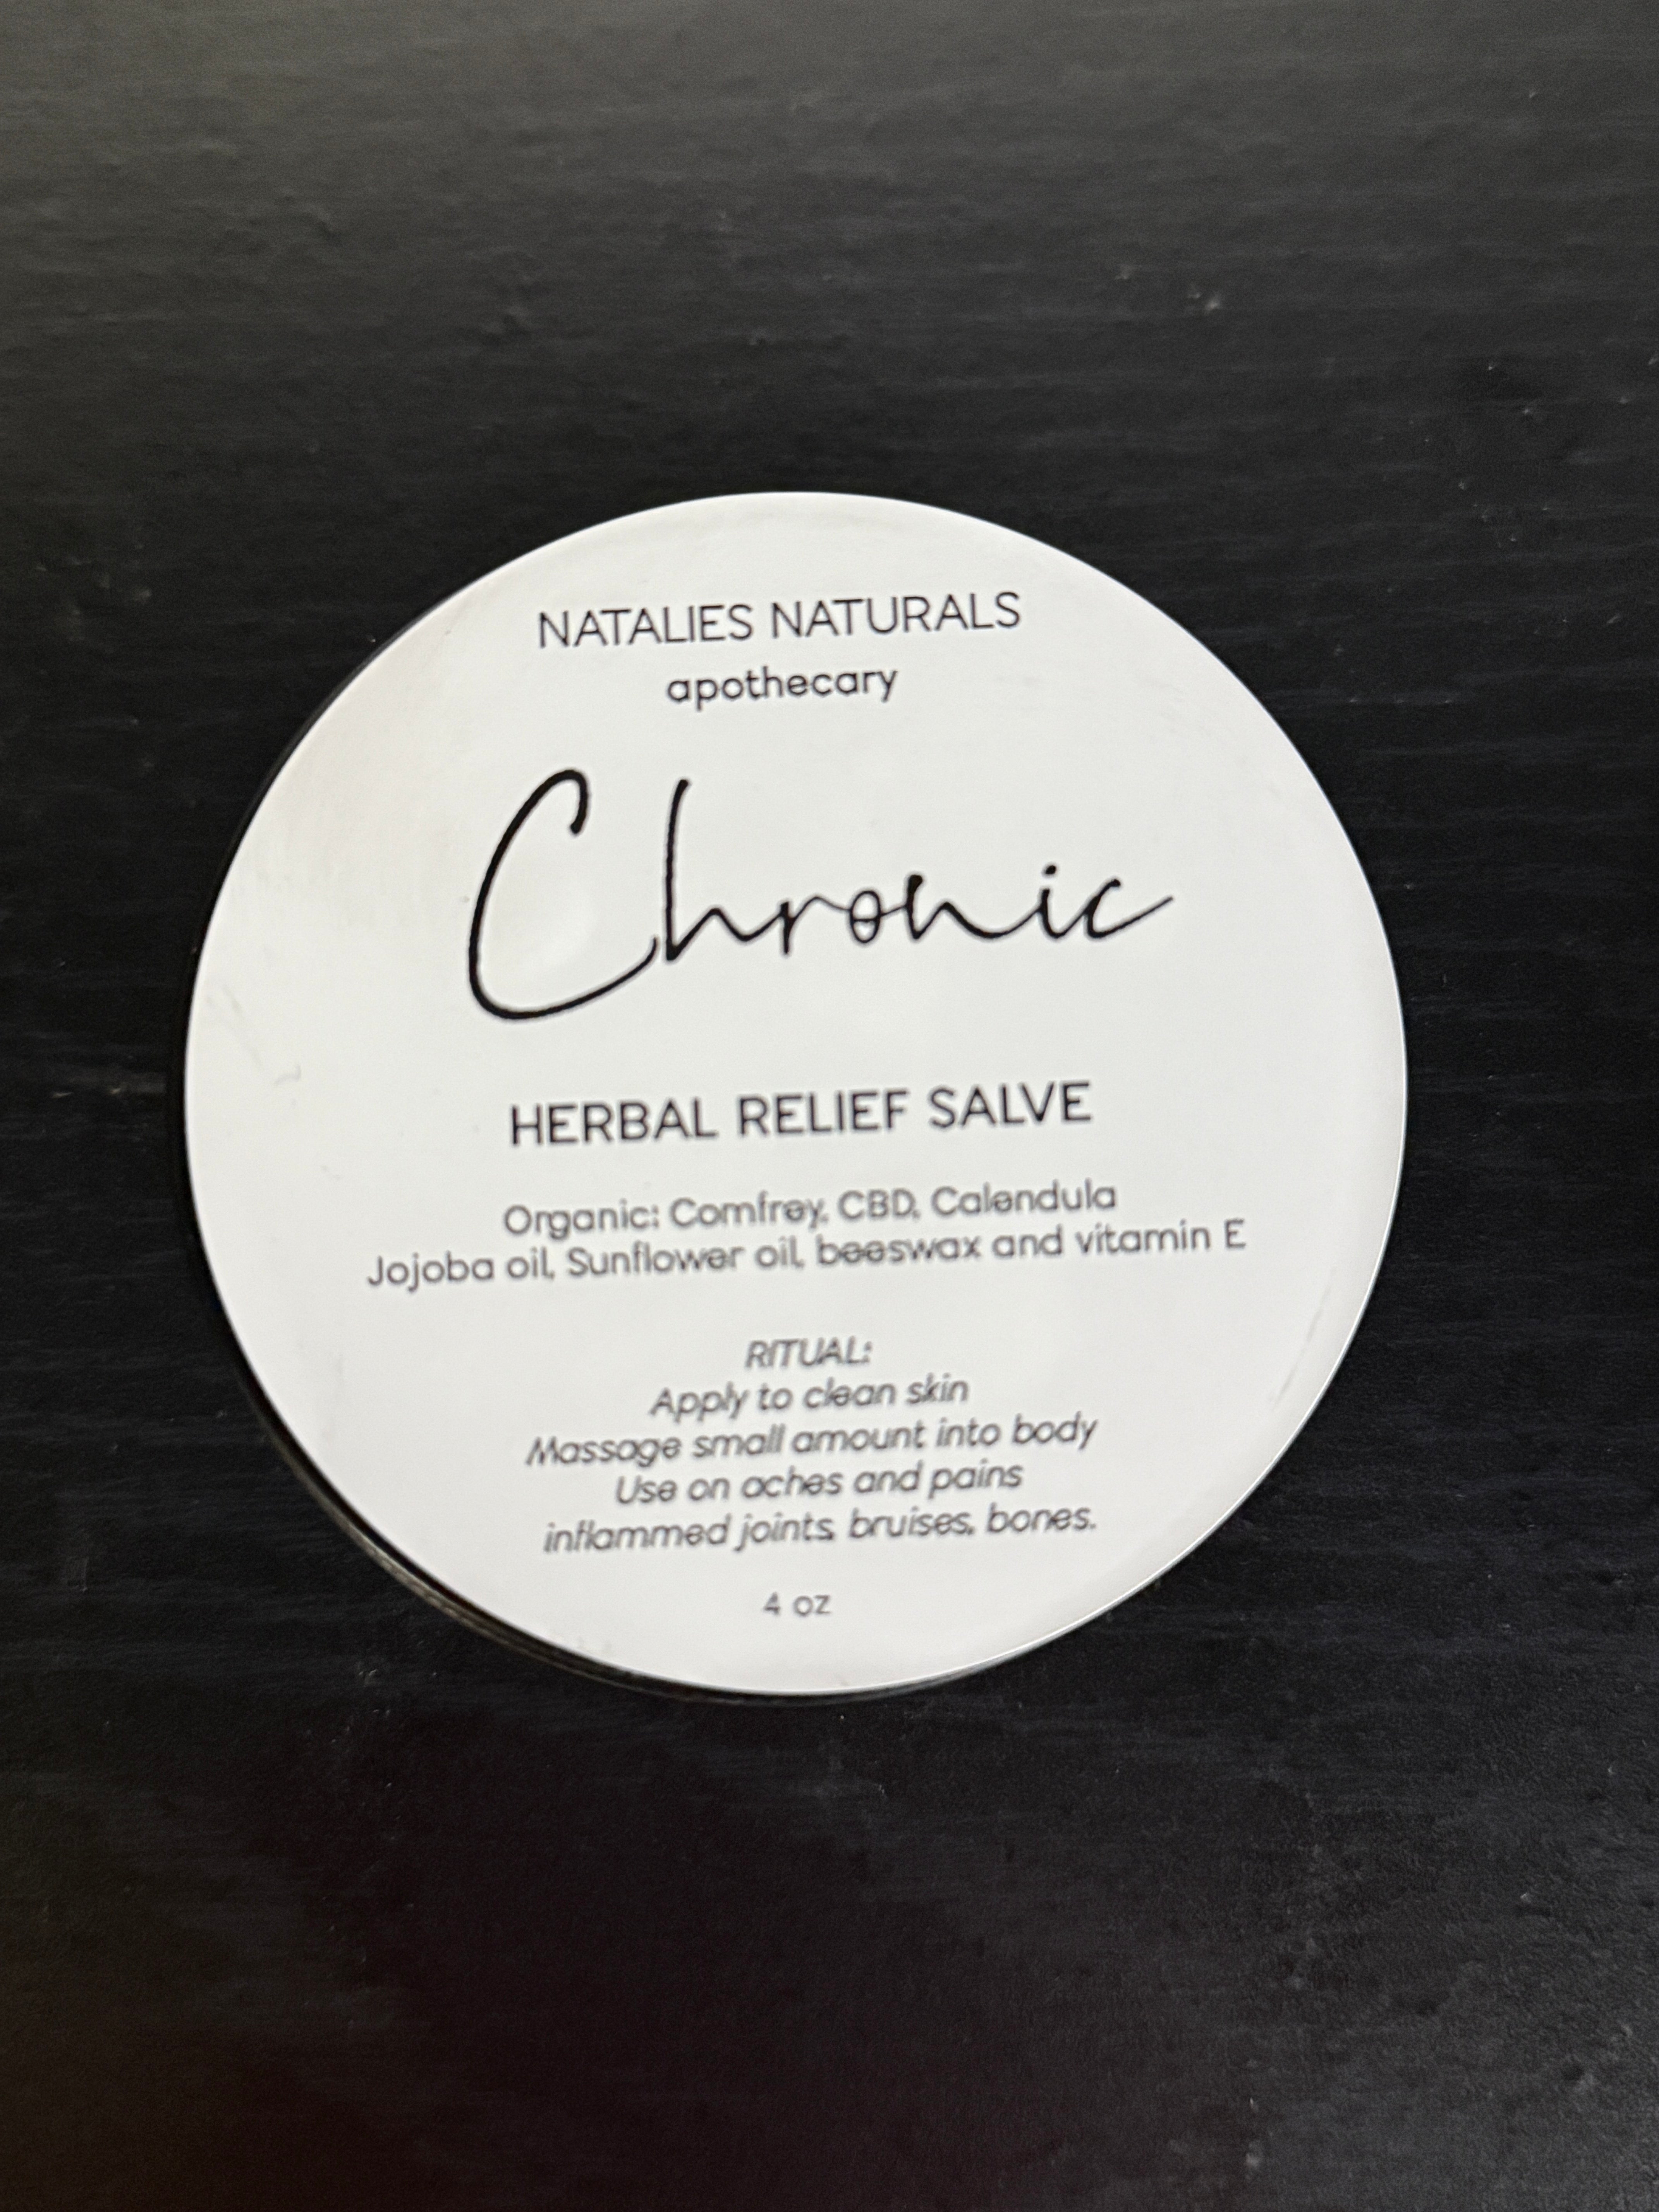 NATALIES NATURALS
apothecary
Chronic
HERBAL RELIEF SALVE
Organic: Comfrey, CBD, Calendula
Jojoba oil, Sunflower oil, beeswax and vitamin E
RITUAL:
Apply to clean skin
Massage small amount into body
Use on aches and pains
inflammed joints, bruises, bones.
4 oz